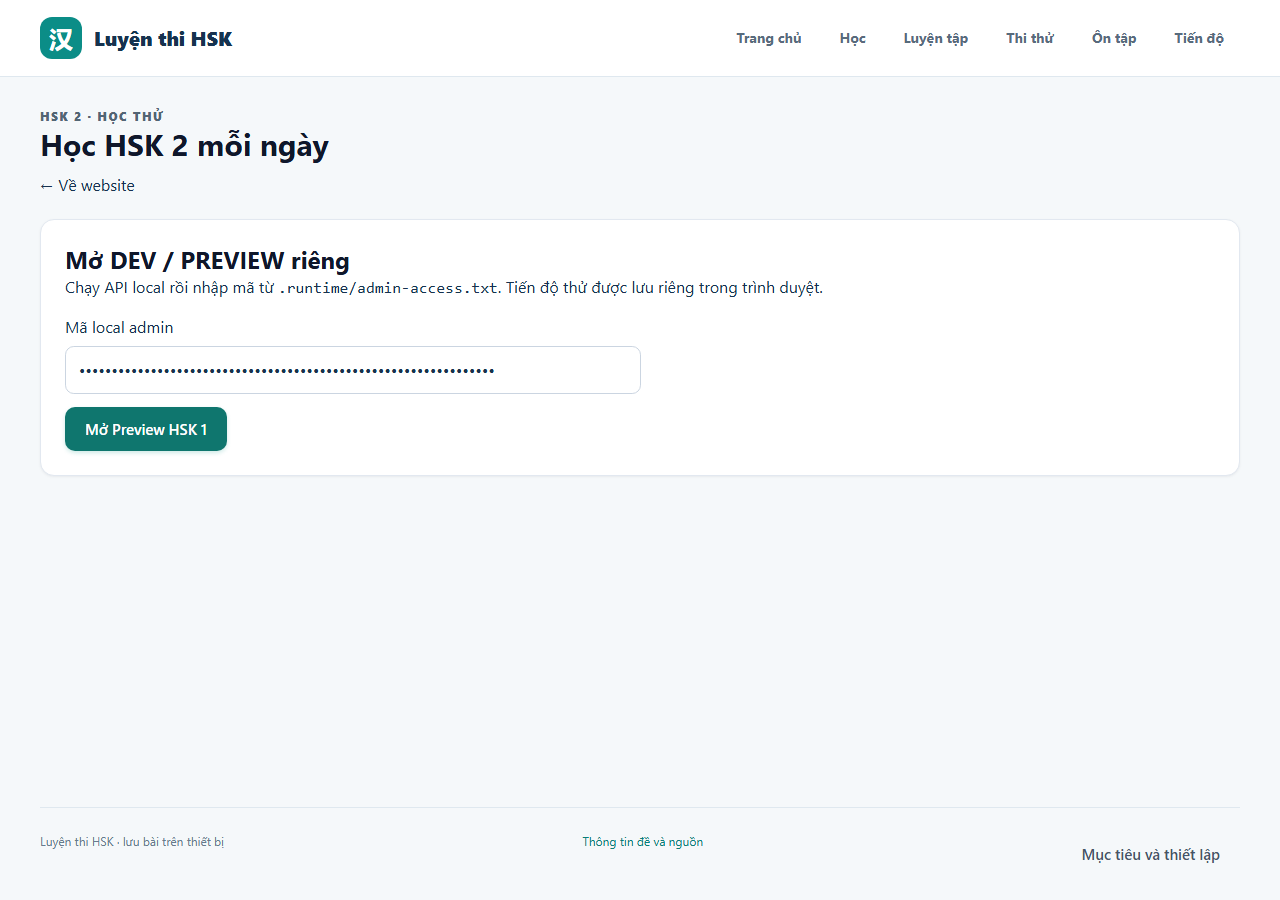 汉 Luyện thi HSK
Trang chủ Học Luyện tập Thi thử Ôn tập Tiến độ
HSK 2 · HỌC THỬ
Học HSK 2 mỗi ngày
← Về website
Mở DEV / PREVIEW riêng
Chạy API local rồi nhập mã từ .runtime/admin-access.txt. Tiến độ thử được lưu riêng trong trình duyệt.
Mã local admin
Mở Preview HSK 1
Luyện thi HSK · lưu bài trên thiết bị
Thông tin đề và nguồn
Mục tiêu và thiết lập